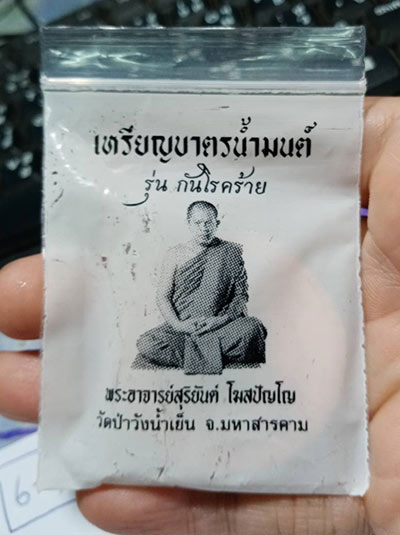 เหรียญบาตรน้ำมนต์
รุ่น กันโรคร้าย
พระอาจารย์สุริยันต์ โฆสปัญโญ
วัดป่าวังน้ำเย็น จ.มหาสารคาม